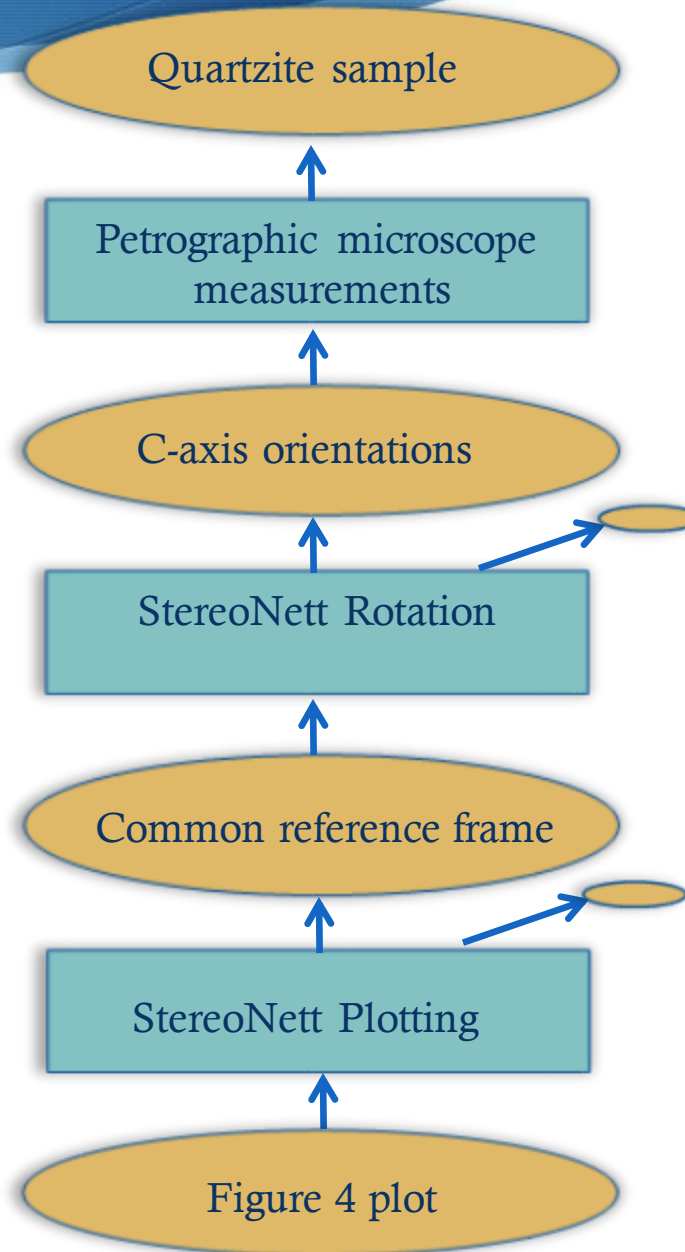 Quartzite sample
Petrographic microscope
measurements
C-axis orientations
StereoNett Rotation
Common reference frame
StereoNett Plotting
Figure 4 plot